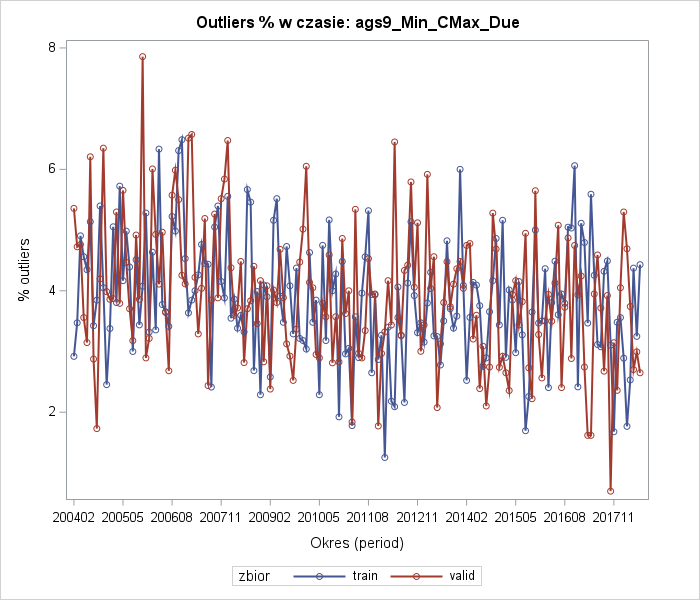 Outliers % w czasie: ags9_Min_CMax_Due
% outliers
8
6
4
2
200402 200505 200608 200711 200902 201005 201108 201211 201402 201505 201608 201711
Okres (period)
zbior train valid